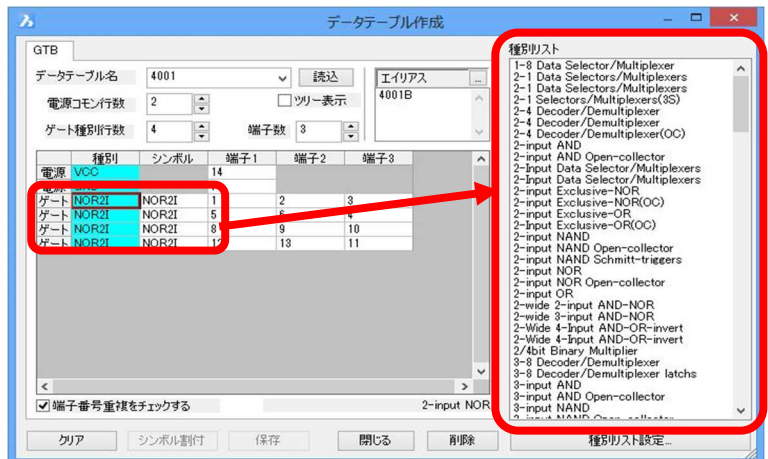 データテーブル作成
GTB
データテーブル名 4001 読込
エイリアス ...
4001B
電源コモン行数 2 ツリー表示
ゲート種別行数 4 端子数 3
種別 シンボル 端子1 端子2 端子3
電源 VCC 14
電源
ゲート NOR2I NOR2I 1 2 3
ゲート NOR2I NOR2I 5 6 4
ゲート NOR2I NOR2I 8 9 10
ゲート NOR2I NOR2I 12 13 11
端子番号重複をチェックする 2-input NOR
クリア シンボル割付 保存 閉じる 削除
種別リスト
1-8 Data Selector/Multiplexer
2-1 Data Selectors/Multiplexers
2-1 Data Selectors/Multiplexers
2-1 Selectors/Multiplexers(3S)
2-4 Decoder/Demultiplexer
2-4 Decoder/Demultiplexer
2-4 Decoder/Demultiplexer(OC)
2-input AND
2-input AND Open-collector
2-Input Data Selector/Multiplexers
2-Input Data Selector/Multiplexers
2-input Exclusive-NOR
2-input Exclusive-NOR(OC)
2-input Exclusive-OR
2-Input Exclusive-OR(OC)
2-input NAND
2-input NAND Open-collector
2-input NAND Schmitt-triggers
2-input NOR
2-input NOR Open-collector
2-input OR
2-wide 2-input AND-NOR
2-wide 3-input AND-NOR
2-Wide 4-Input AND-OR-invert
2-Wide 4-Input AND-OR-invert
2/4bit Binary Multiplier
3-8 Decoder/Demultiplexer
3-8 Decoder/Demultiplexer latchs
3-input AND
3-input AND Open-collector
3-input NAND
3-input NAND Open-collector
種別リスト設定...